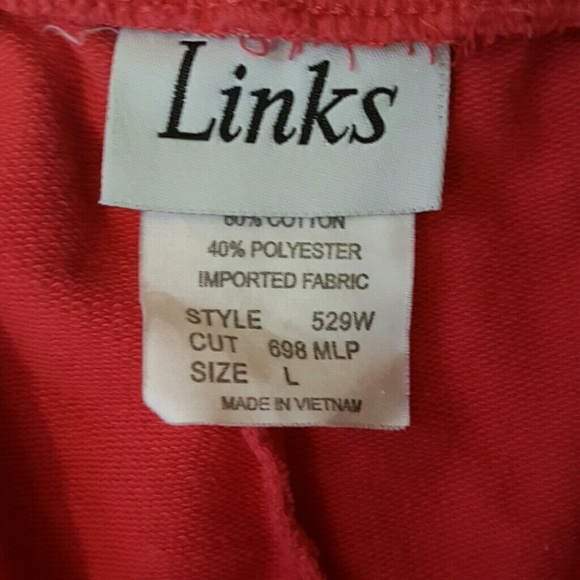 Links
60% COTTON
40% POLYESTER
IMPORTED FABRIC
STYLE 529W
CUT 698 MLP
SIZE L
MADE IN VIETNAM